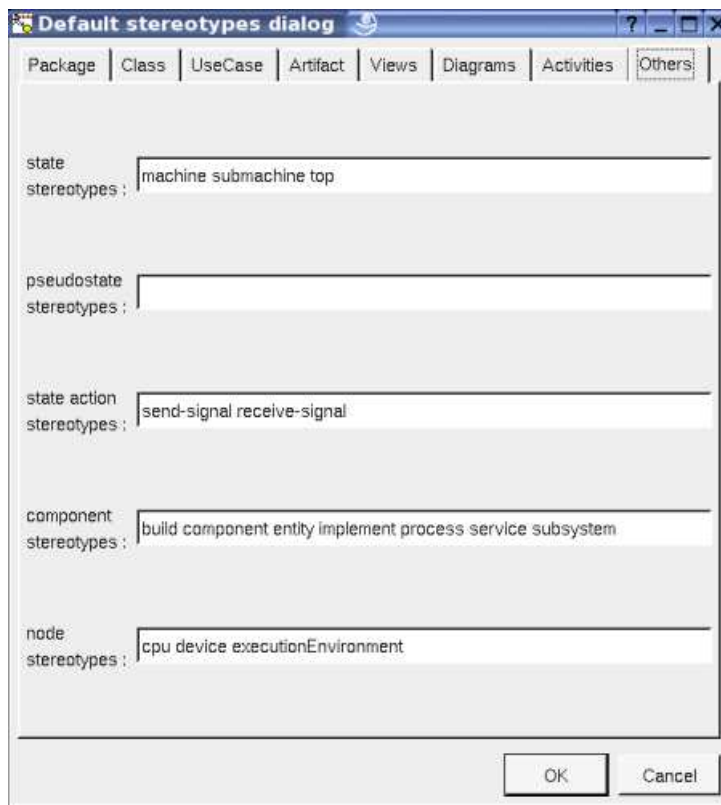 Default stereotypes dialog
Package Class UseCase Artifact Views Diagrams Activities Others
state
stereotypes :
machine submachine top
pseudostate
stereotypes :
state action
stereotypes :
send-signal receive-signal
component
stereotypes :
build component entity implement process service subsystem
node
stereotypes :
cpu device executionEnvironment
OK Cancel